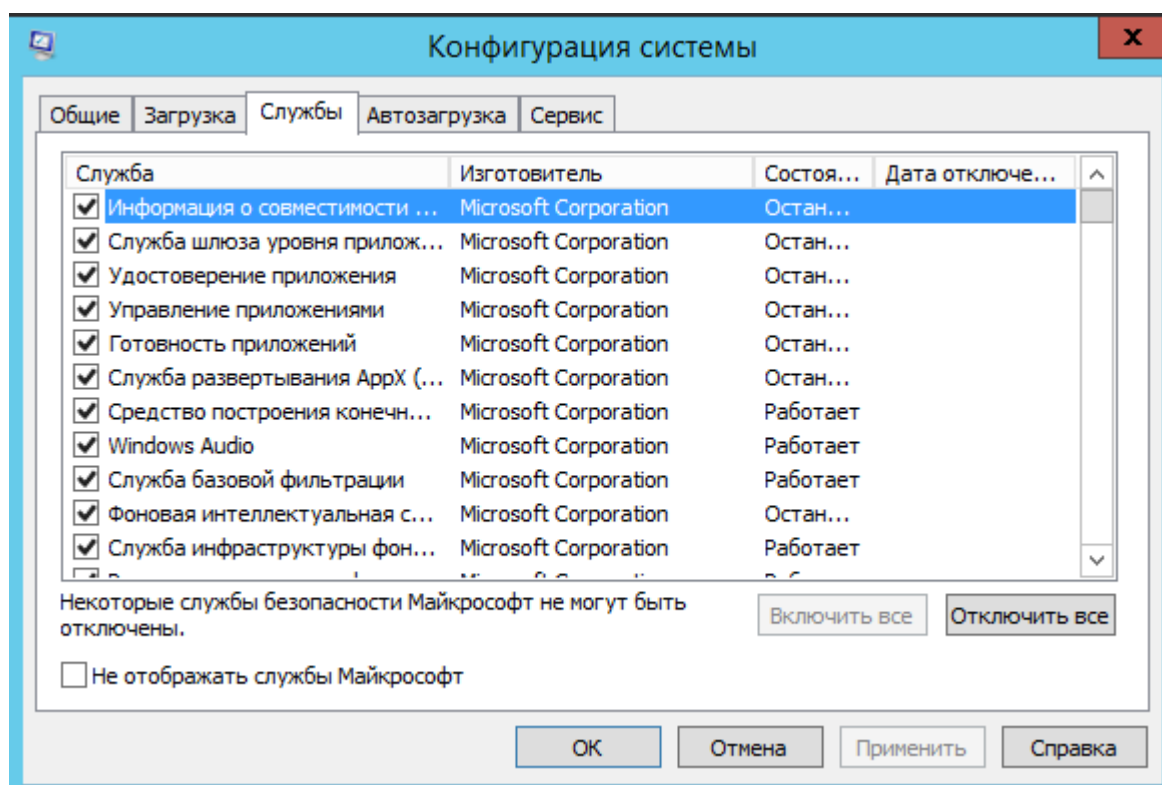 Конфигурация системы
Общие Загрузка Службы Автозагрузка Сервис
Служба Изготовитель Состоя... Дата отключе...
Информация о совместимости ... Microsoft Corporation Остан...
Служба шлюза уровня прилож... Microsoft Corporation Остан...
Удостоверение приложения Microsoft Corporation Остан...
Управление приложениями Microsoft Corporation Остан...
Готовность приложений Microsoft Corporation Остан...
Служба развертывания AppX (... Microsoft Corporation Остан...
Средство построения конечн... Microsoft Corporation Работает
Windows Audio Microsoft Corporation Работает
Служба базовой фильтрации Microsoft Corporation Работает
Фоновая интеллектуальная с... Microsoft Corporation Остан...
Служба инфраструктуры фон... Microsoft Corporation Работает
Некоторые службы безопасности Майкрософт не могут быть
отключены.
Включить все Отключить все
Не отображать службы Майкрософт
ОК Отмена Применить Справка